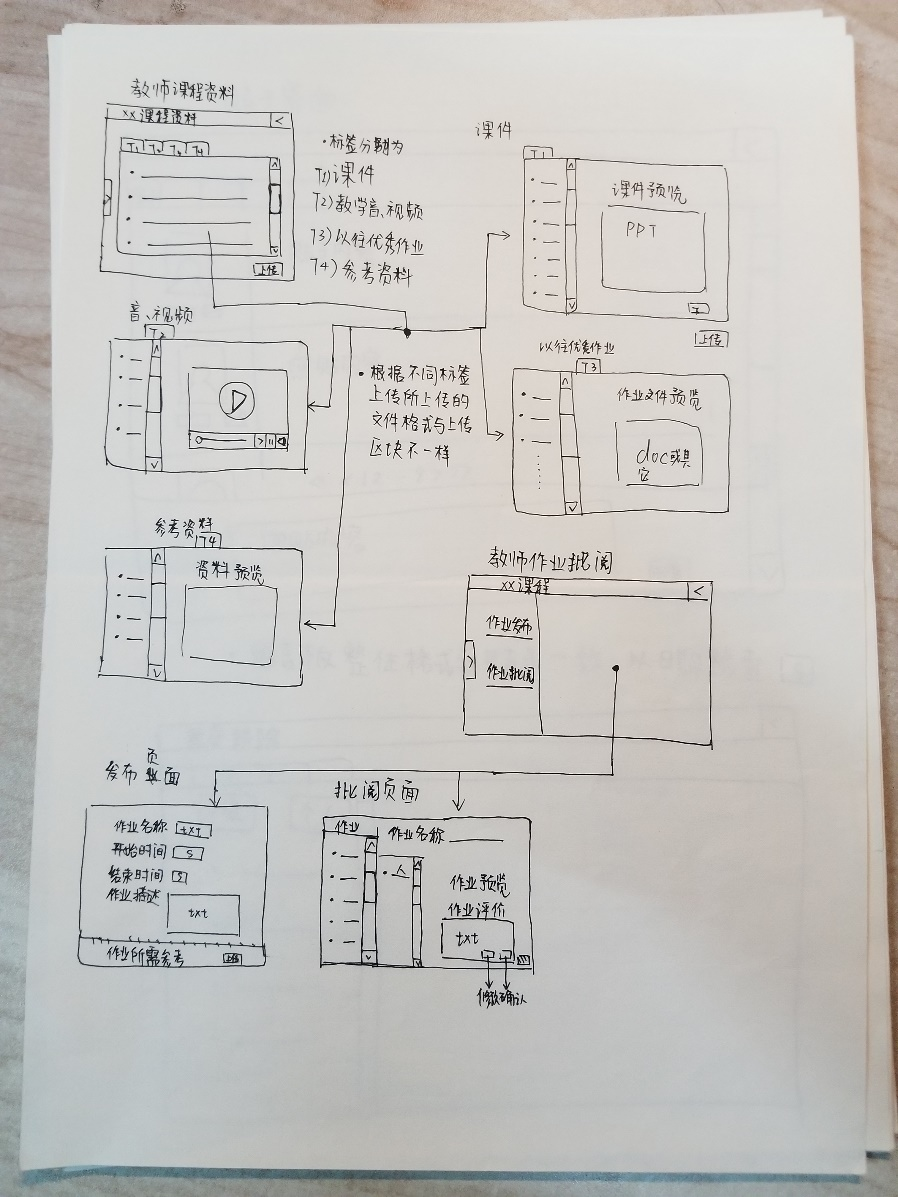 教师课程资料
xx 课程资料
<
T1 T2 T3 T4
>
上传
·标签分别为
T1)课件
T2)教学音、视频
T3)以往优秀作业
T4)参考资料
课件
T1
课件预览
PPT
上传
音、视频
T2
·根据不同标签
上传所上传的
文件格式与上传
区块不一样
以往优秀作业
T3
作业文件预览
doc或其
它
参考资料
T4
资料预览
教师作业批阅
xx课程
<
作业发布
>
作业批阅
发布页面
作业名称 txt
开始时间 s
结束时间 s
作业描述
txt
作业所需参考
上传
批阅页面
作业
作业名称
·人
作业预览
作业评价
txt
修改 确认